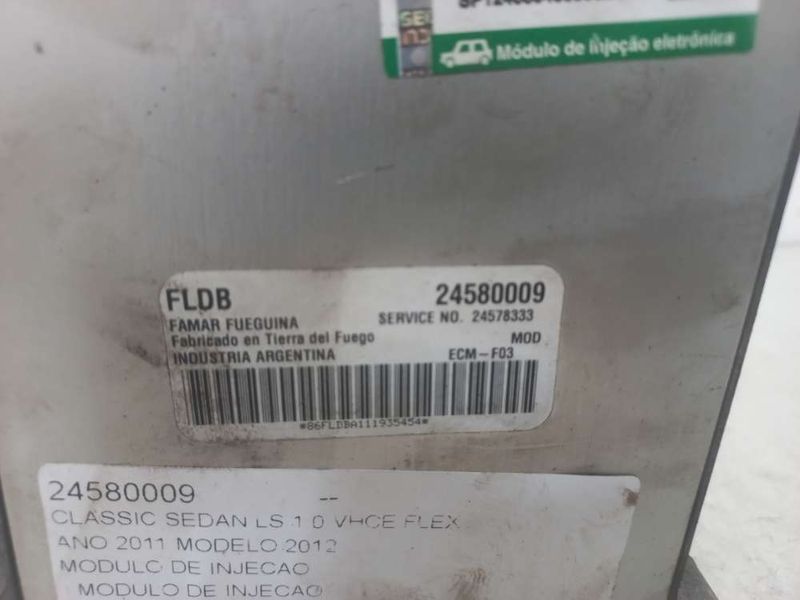 Módulo de injeção eletrônica
FLDB 24580009
FAMAR FUEGUINA SERVICE NO. 24578333
Fabricado en Tierra del Fuego MOD
INDUSTRIA ARGENTINA ECM-F03
*86FLDBA111935454*
24580009 --
CLASSIC SEDAN LS 1.0 VHCE FLEX
ANO 2011 MODELO 2012
MODULO DE INJECAO
MODULO DE INJECAO